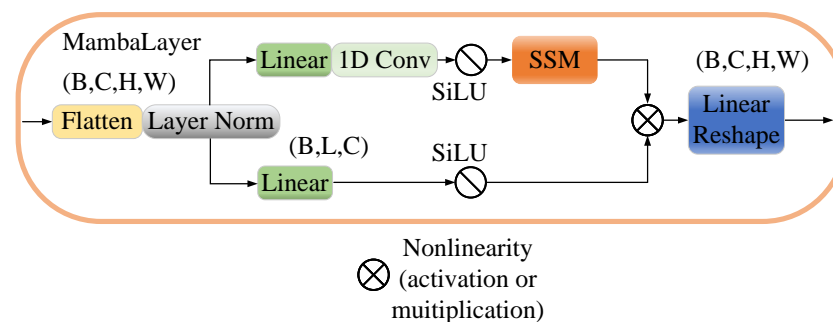 MambaLayer
(B,C,H,W)
Flatten
Layer Norm
Linear
1D Conv
SiLU
SSM
(B,L,C)
Linear
SiLU
(B,C,H,W)
Linear
Reshape
Nonlinearity
(activation or
muitiplication)